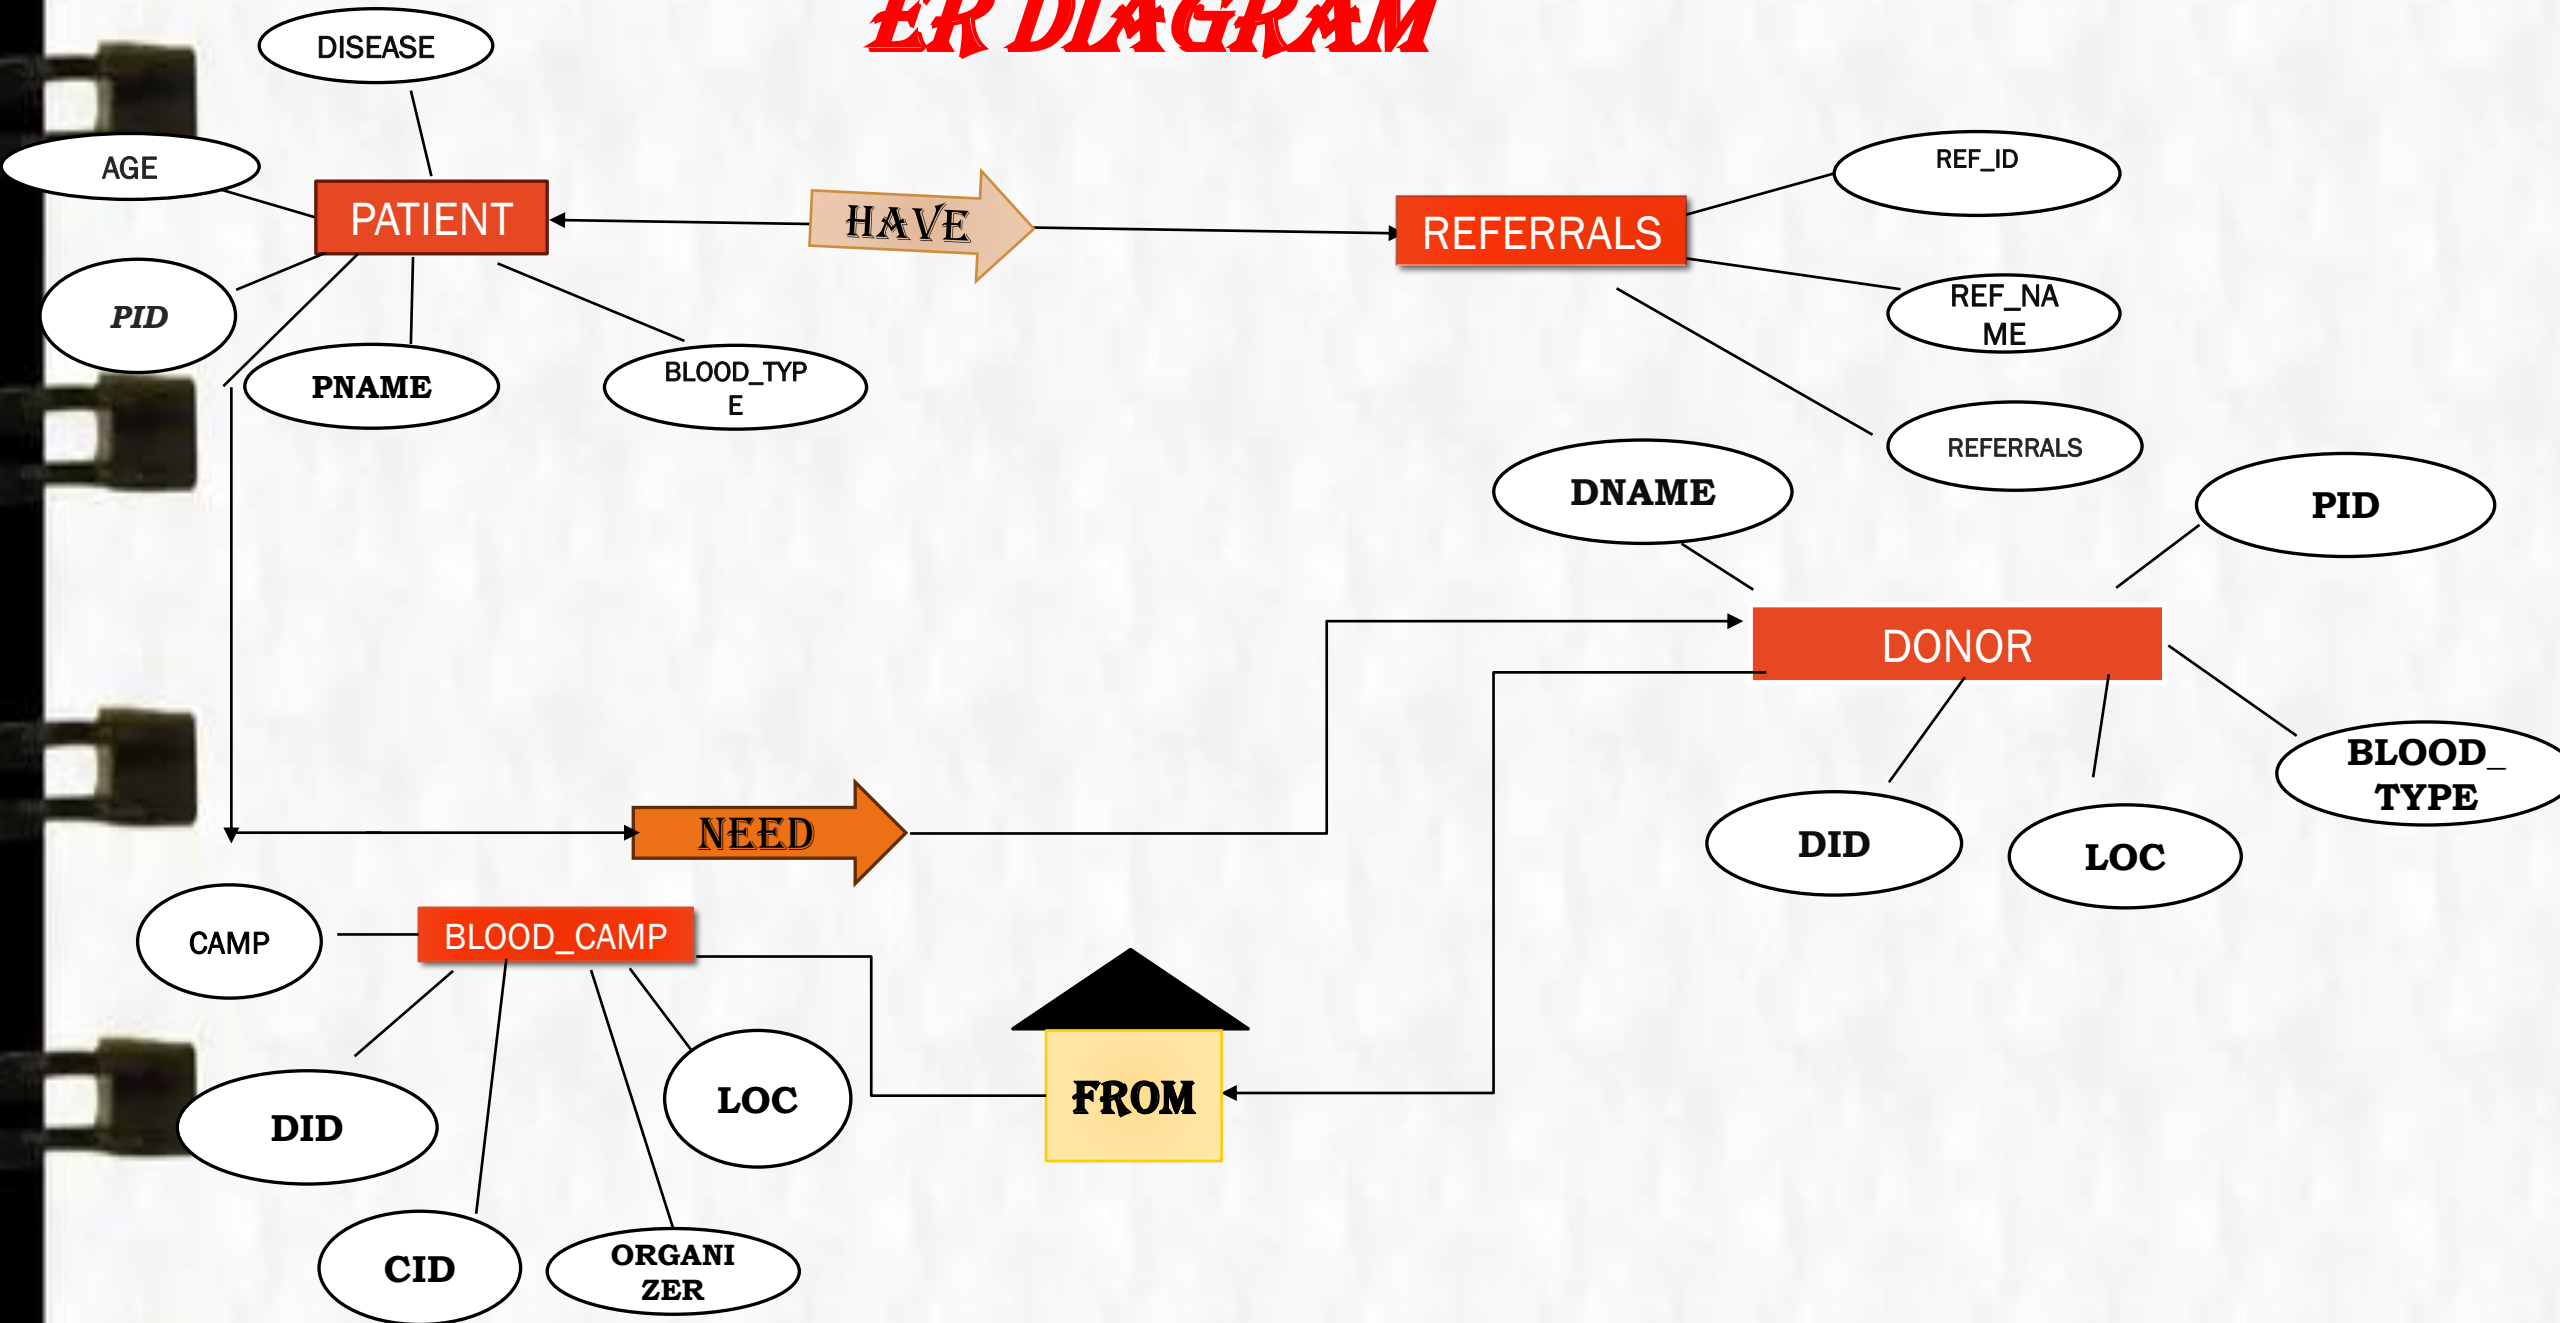 ER DIAGRAM
DISEASE
AGE
PATIENT
HAVE
REFERRALS
REF_ID
PID
PNAME
BLOOD_TYP
E
REF_NA
ME
REFERRALS
DNAME
PID
DONOR
BLOOD_
TYPE
DID
LOC
NEED
CAMP
BLOOD_CAMP
FROM
LOC
DID
CID
ORGANI
ZER